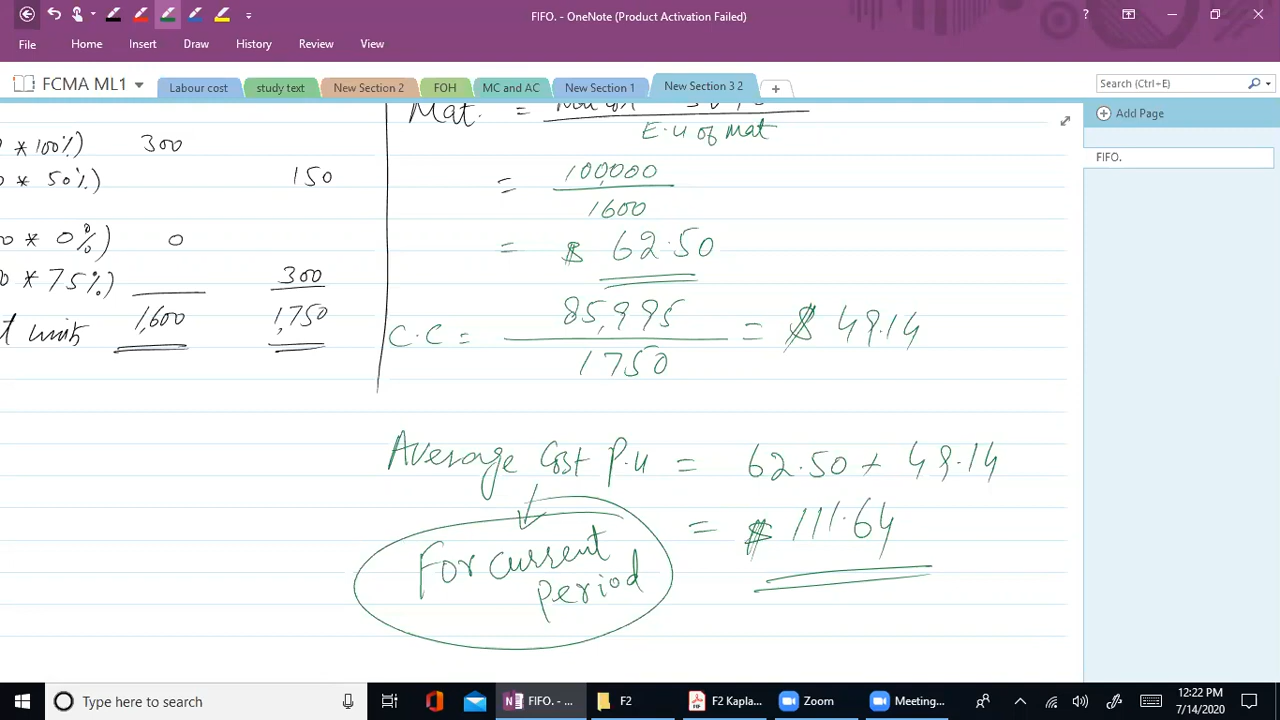 FIFO. - OneNote (Product Activation Failed)
File Home Insert Draw History Review View
FCMA ML1 Labour cost study text New Section 2 FOH MC and AC New Section 1 New Section 3 2
Search (Ctrl+E)
Add Page
FIFO.
* 100%) 300
* 50%) 150
* 0%) 0
* 75%) 300
1,600 1,750
Mat. =
E.U of Mat
= 100,000
1600
= $ 62.50
C.C = 85,995 = $ 49.14
1750
Average Cost P.U = 62.50 + 49.14
= $ 111.64
For current
period
Type here to search
FIFO. - ... F2 F2 Kapla... Zoom Meeting...
12:22 PM
7/14/2020